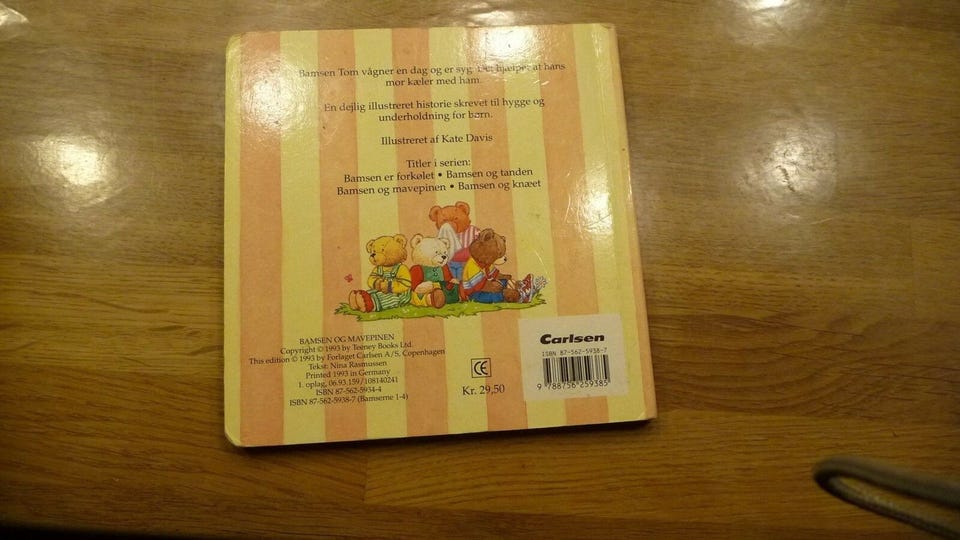 Bamsen Tom vågner en dag og er syg. Det hjælper at hans
mor kæler med ham.
En dejlig illustreret historie skrevet til hygge og
underholdning for børn.
Illustreret af Kate Davis
Titler i serien:
Bamsen er forkølet • Bamsen og tanden
Bamsen og mavepinen • Bamsen og knæet
BAMSEN OG MAVEPINEN
Copyright © 1993 by Teeney Books Ltd.
This edition © 1993 by Forlaget Carlsen A/S, Copenhagen
Tekst: Nina Rasmussen
Printed 1993 in Germany
1. oplag, 06.93.159/108140241
ISBN 87-562-5934-4
ISBN 87-562-5938-7 (Bamserne 1-4)
CE
Kr. 29,50
Carlsen
ISBN 87-562-5938-7
9 788756 259385